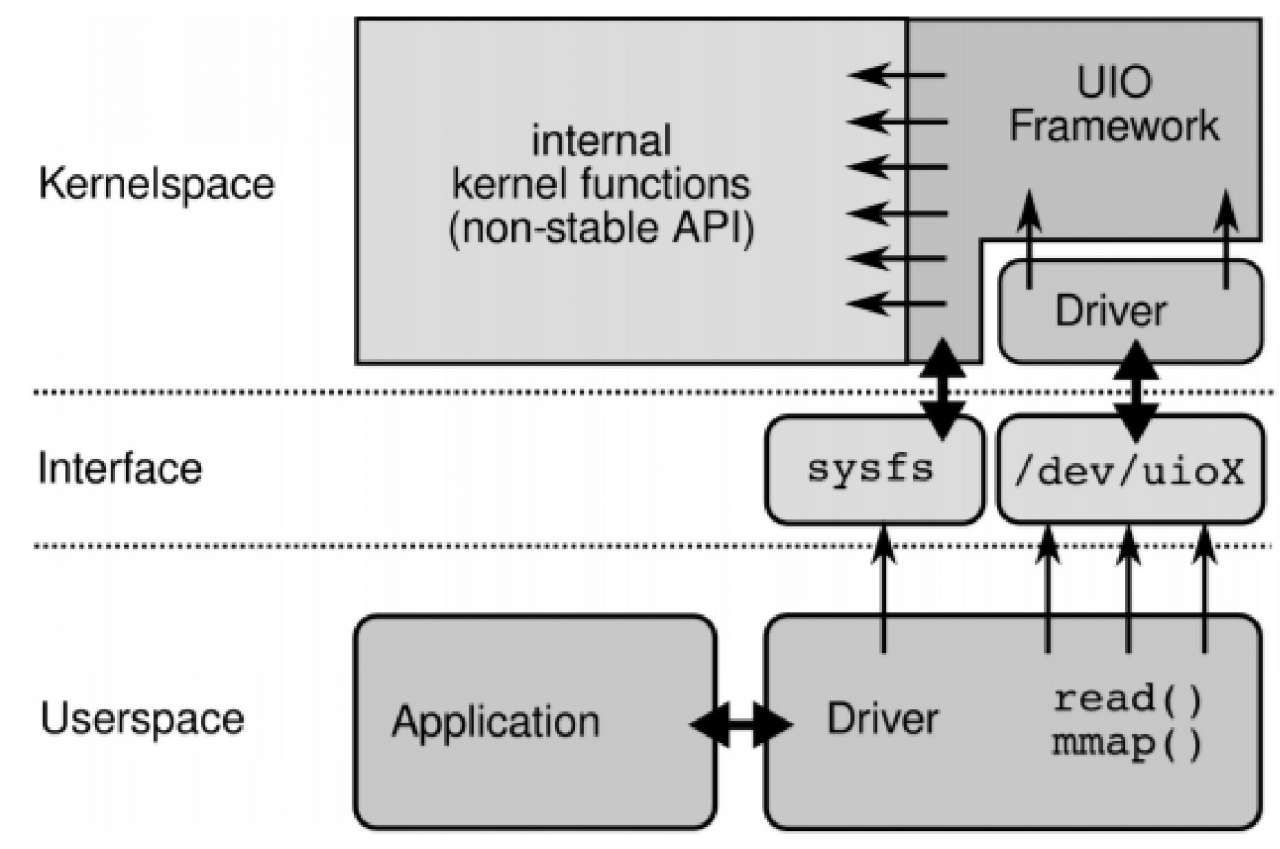 Kernelspace
internal
kernel functions
(non-stable API)
UIO
Framework
Driver
Interface
sysfs
/dev/uioX
Userspace
Application
Driver
read()
mmap()